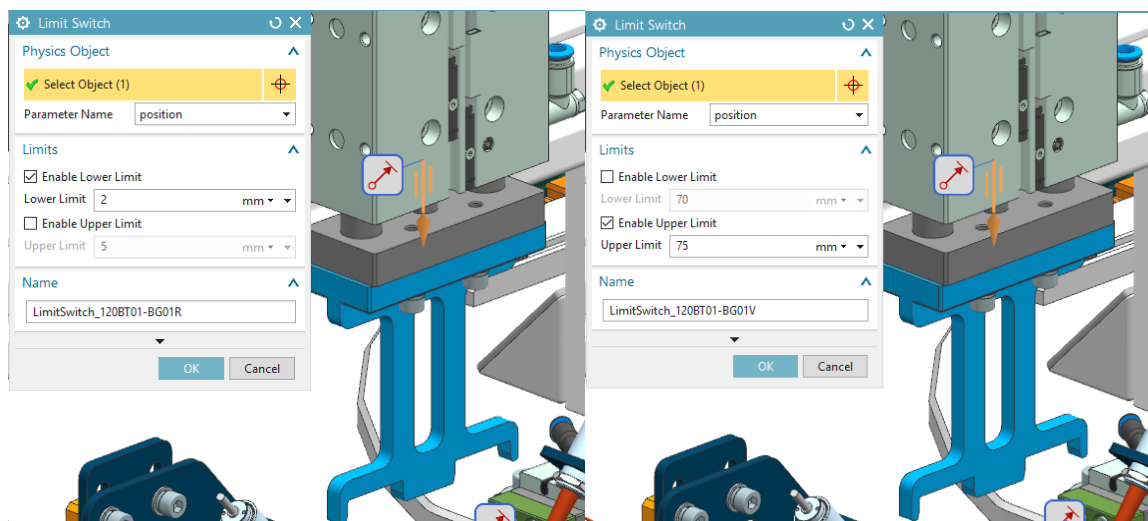 Limit Switch
Physics Object
Select Object (1)
Parameter Name position
Limits
Enable Lower Limit
Lower Limit 2 mm
Enable Upper Limit
Upper Limit 5 mm
Name
LimitSwitch_120BT01-BG01R
OK Cancel
Limit Switch
Physics Object
Select Object (1)
Parameter Name position
Limits
Enable Lower Limit
Lower Limit 70 mm
Enable Upper Limit
Upper Limit 75 mm
Name
LimitSwitch_120BT01-BG01V
OK Cancel